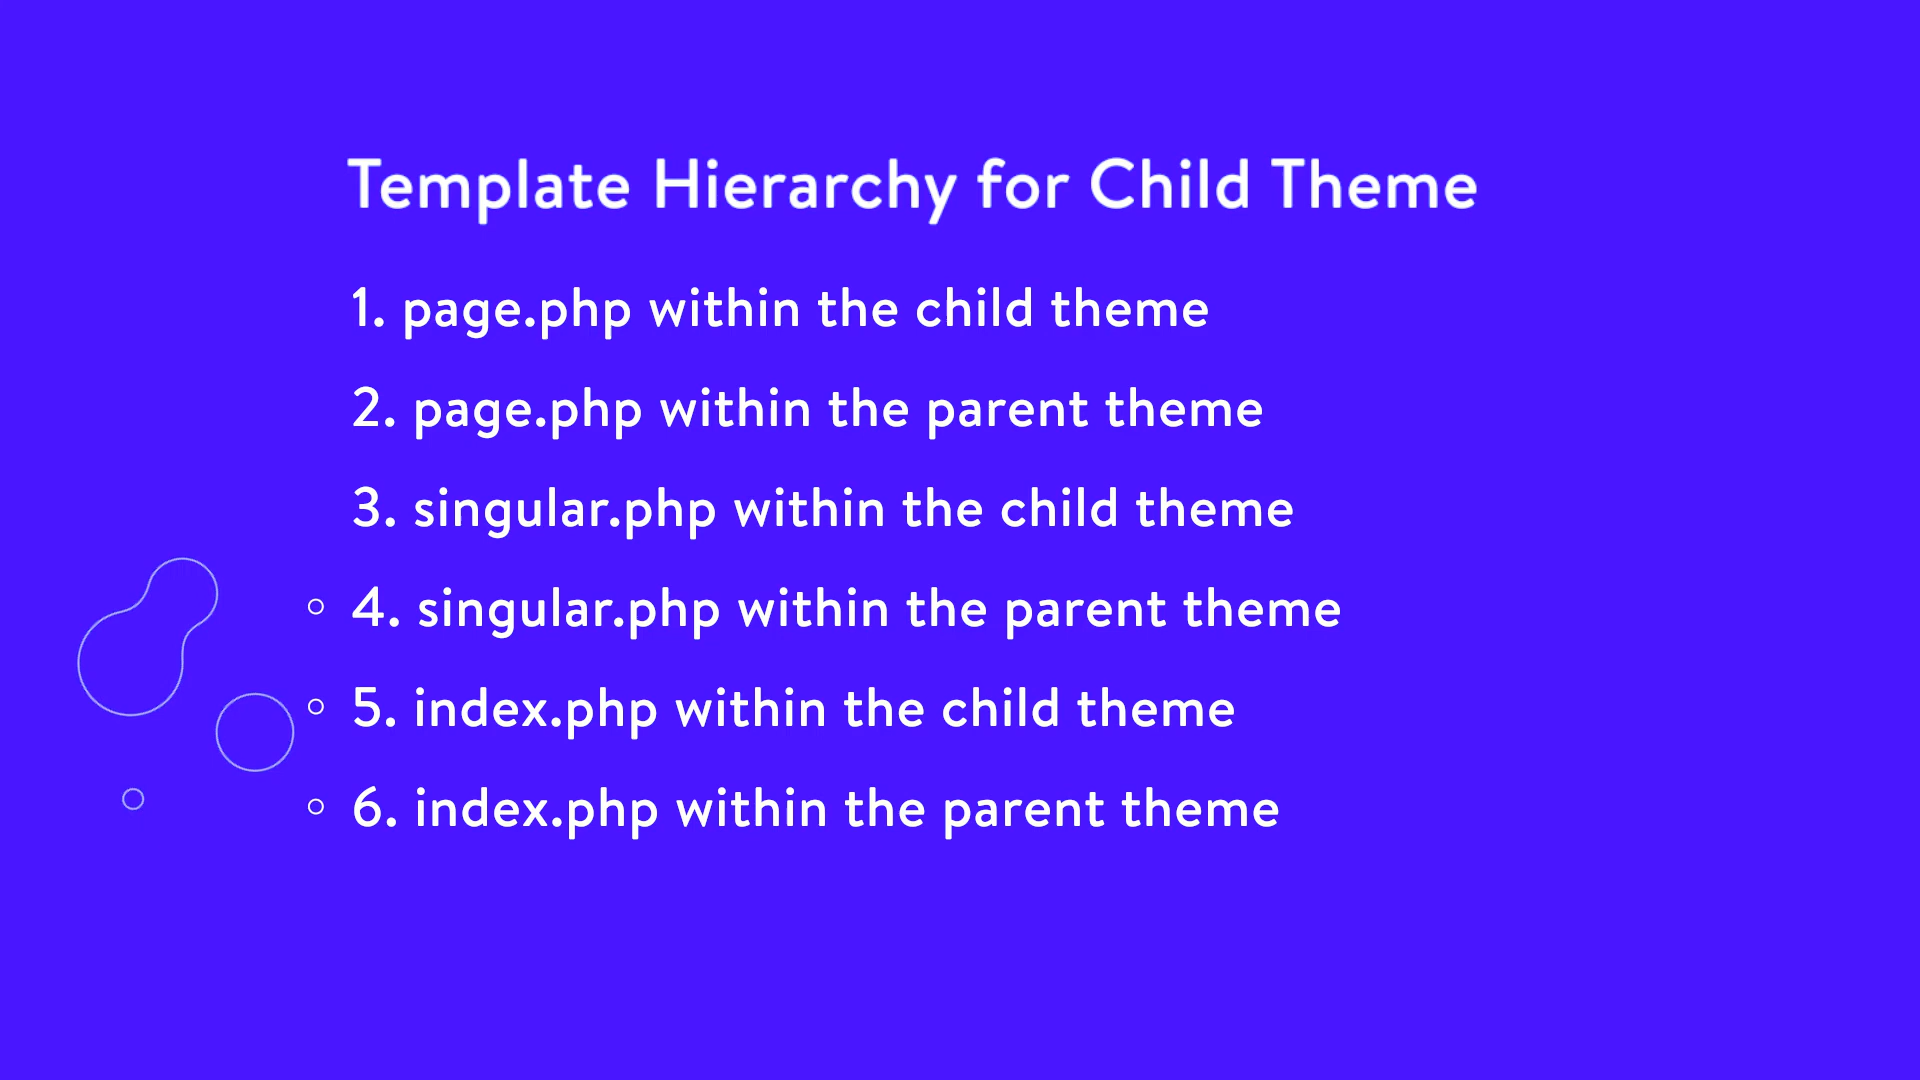 Template Hierarchy for Child Theme
1. page.php within the child theme
2. page.php within the parent theme
3. singular.php within the child theme
4. singular.php within the parent theme
5. index.php within the child theme
6. index.php within the parent theme